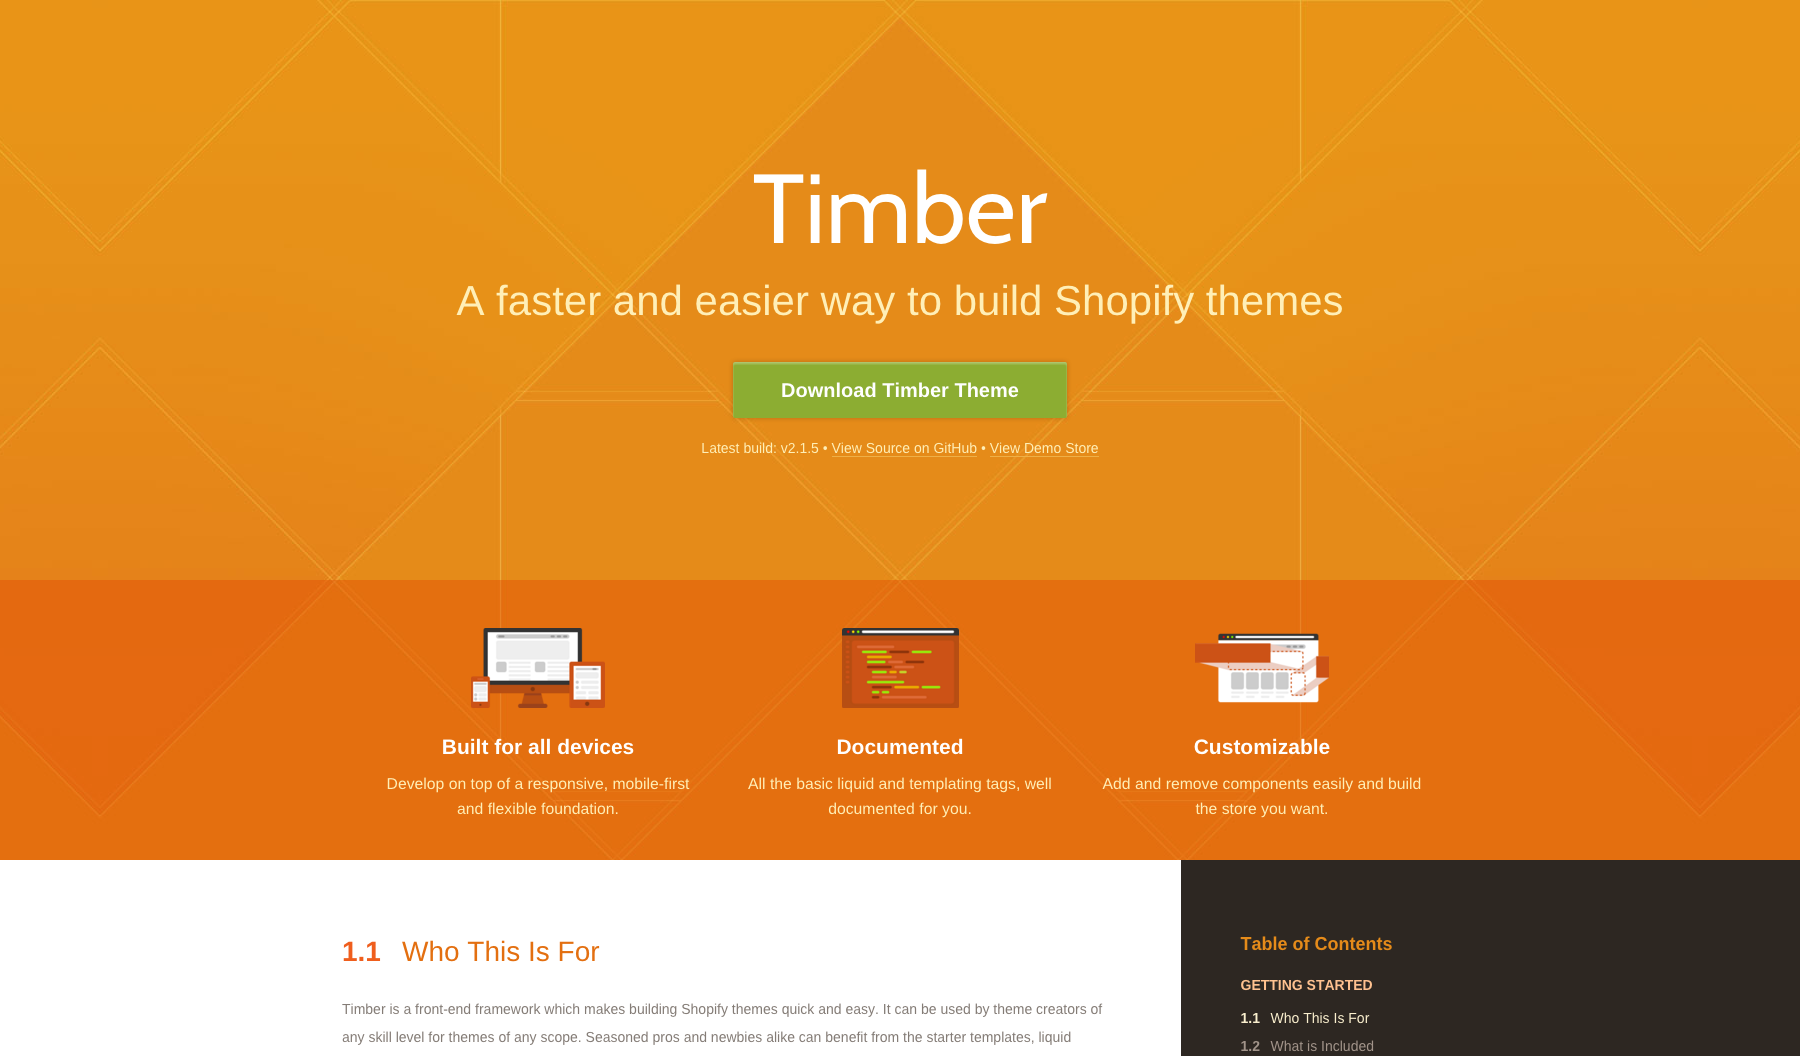 Timber
A faster and easier way to build Shopify themes
Download Timber Theme
Latest build: v2.1.5 • View Source on GitHub • View Demo Store
Built for all devices
Develop on top of a responsive, mobile-first
and flexible foundation.
Documented
All the basic liquid and templating tags, well
documented for you.
Customizable
Add and remove components easily and build
the store you want.
1.1 Who This Is For
Timber is a front-end framework which makes building Shopify themes quick and easy. It can be used by theme creators of
any skill level for themes of any scope. Seasoned pros and newbies alike can benefit from the starter templates, liquid
Table of Contents
GETTING STARTED
1.1 Who This Is For
1.2 What is Included